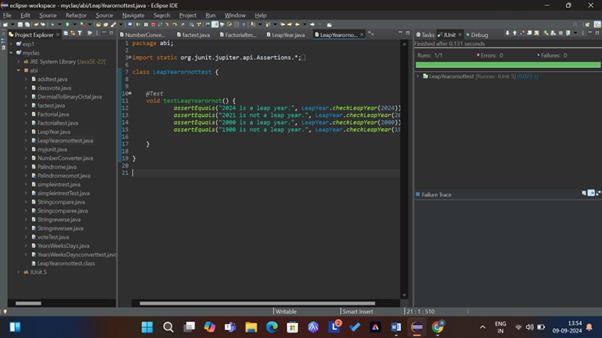 eclipse-workspace - myclas/abi/LeapYearornottest.java - Eclipse IDE
File Edit Source Refactor Source Navigate Search Project Run Window Help
Project Explorer
exp1
myclas
JRE System Library [JavaSE-22]
abi
addtest.java
classvote.java
DecmialToBinaryOctal.java
factest.java
Factorial.java
Factorialtest.java
LeapYear.java
LeapYearornottest.java
myjunit.java
NumberConverter.java
Palindrome.java
Palindromeornot.java
simpleintrest.java
simpleintrestTest.java
Stringcompare.java
Stringcomparee.java
Stringreverse.java
Stringreversee.java
voteTest.java
YearsWeeksDays.java
YearsWeeksDaysconverttest.java
LeapYearornottest.class
JUnit 5
NumberConver... factest.java Factorialtes... LeapYear.java LeapYearorno...
1 package abi;
2
3 import static org.junit.jupiter.api.Assertions.*;
6
7 class LeapYearornottest {
8
9
10 @Test
11 void testLeapYearornot() {
12 assertEquals("2024 is a leap year.", LeapYear.checkLeapYear(2024))
13 assertEquals("2021 is not a leap year.", LeapYear.checkLeapYear(20
14 assertEquals("2000 is a leap year.", LeapYear.checkLeapYear(2000))
15 assertEquals("1900 is not a leap year.", LeapYear.checkLeapYear(19
16
17 }
18
19 }
20
21
Tasks JUnit Debug
Finished after 0.131 seconds
Runs: 1/1 Errors: 0 Failures: 0
LeapYearornottest [Runner: JUnit 5] (0.023 s)
Failure Trace
Writable Smart Insert 21 : 1 : 510
ENG
IN
13:54
09-09-2024